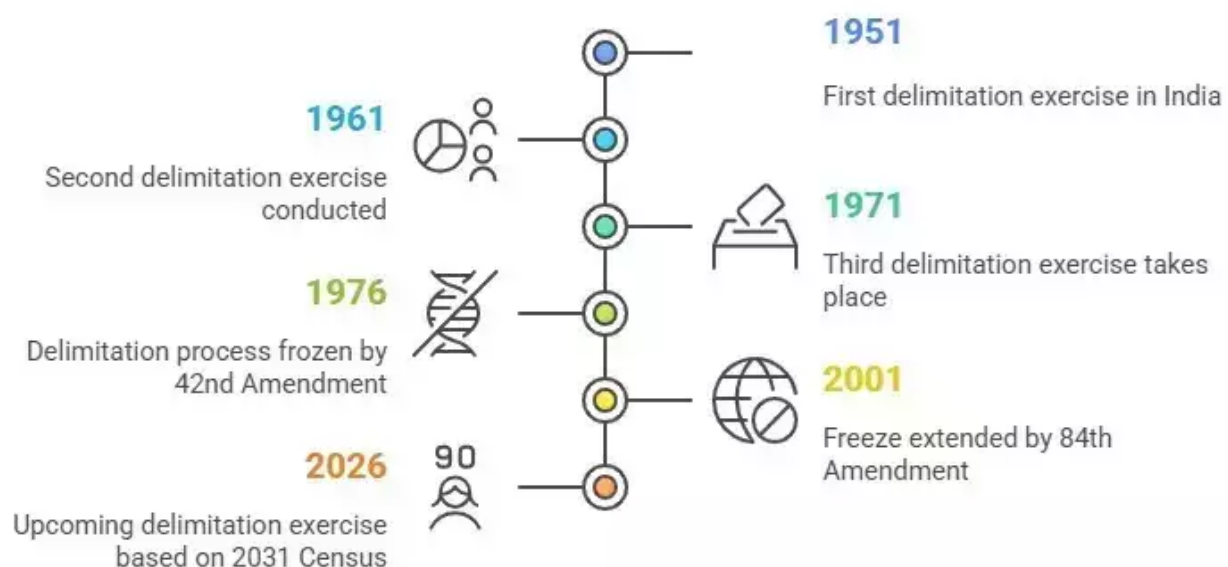 1951
First delimitation exercise in India
1961
Second delimitation exercise
conducted
1971
Third delimitation exercise takes
place
1976
Delimitation process frozen by
42nd Amendment
2001
Freeze extended by 84th
Amendment
2026
90
Upcoming delimitation exercise
based on 2031 Census